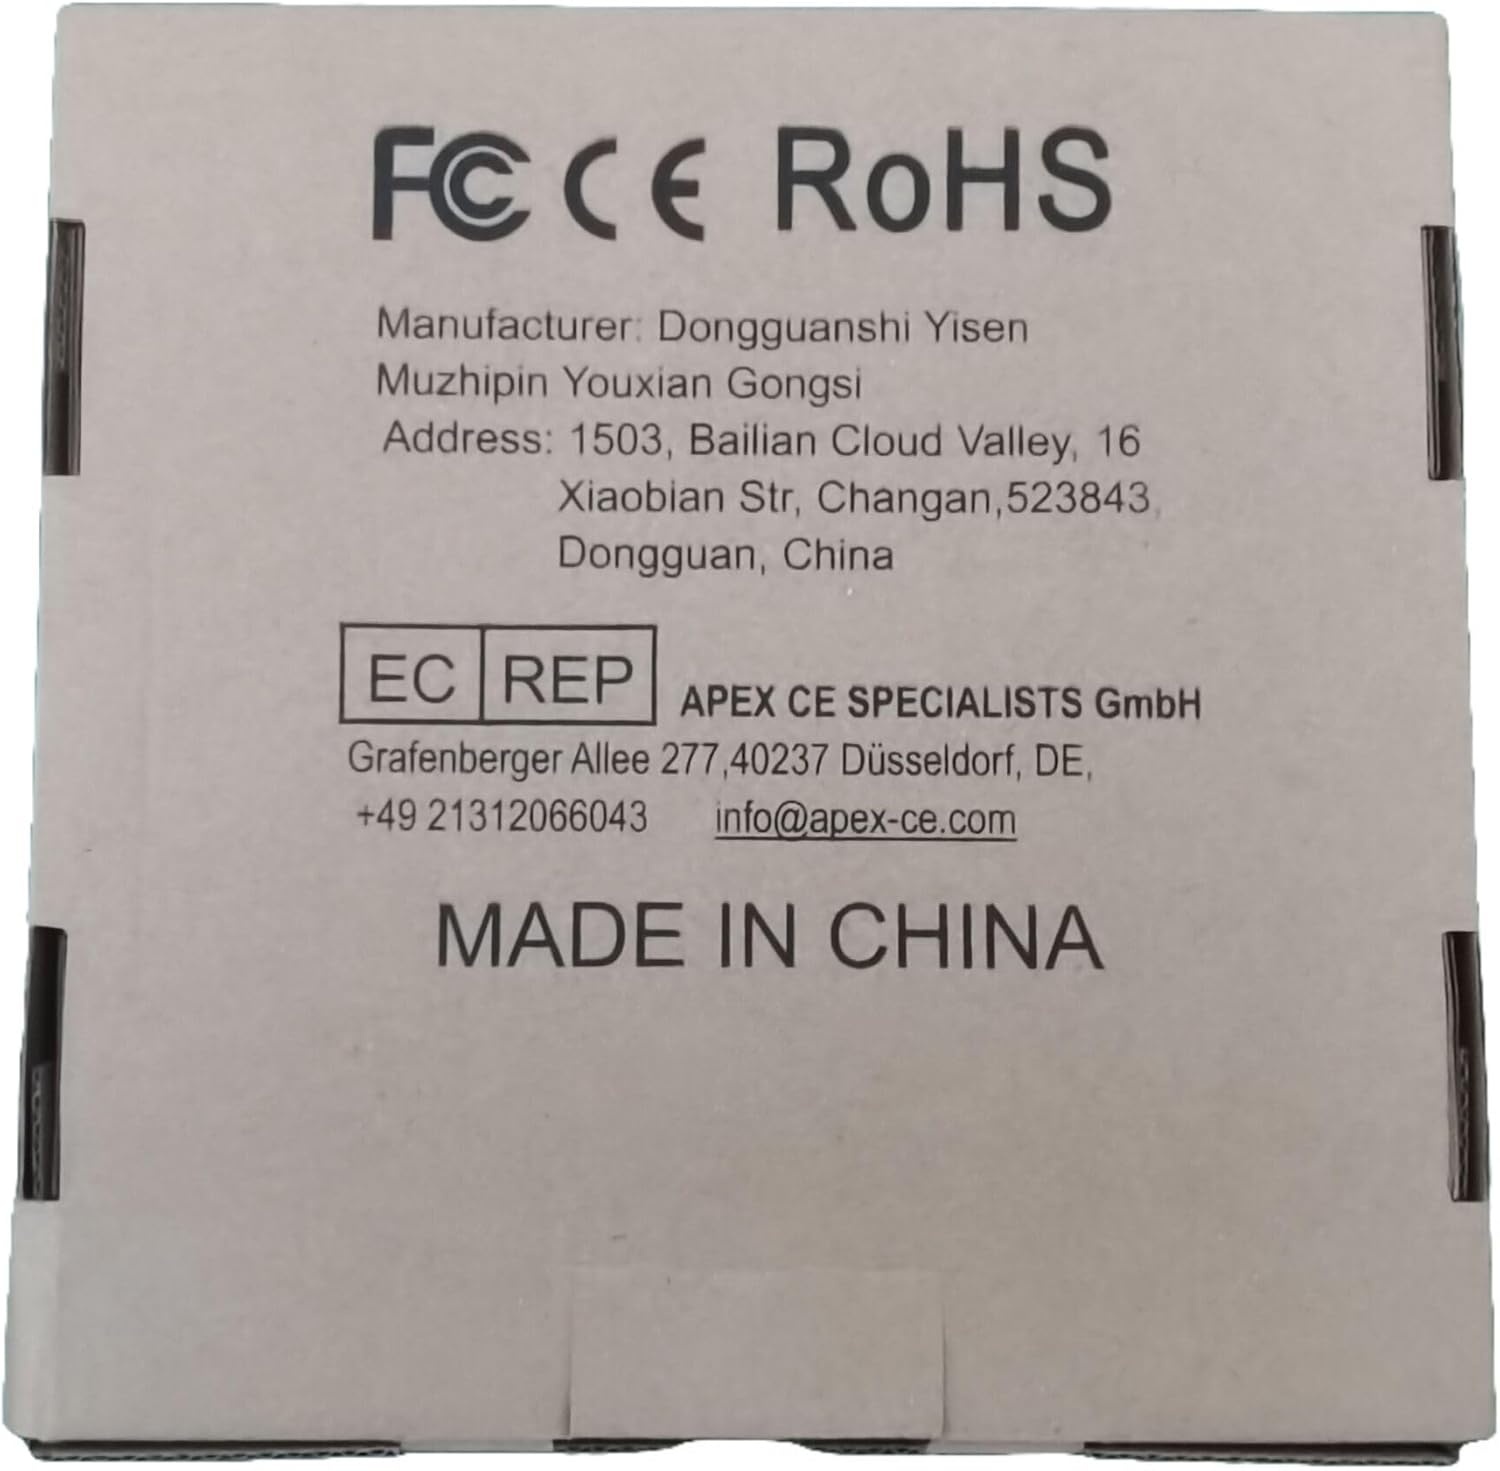 FC CE RoHS
Manufacturer: Dongguanshi Yisen
Muzhipin Youxian Gongsi
Address: 1503, Bailian Cloud Valley, 16
Xiaobian Str, Changan,523843,
Dongguan, China
EC REP APEX CE SPECIALISTS GmbH
Grafenberger Allee 277,40237 Düsseldorf, DE,
+49 21312066043 info@apex-ce.com
MADE IN CHINA